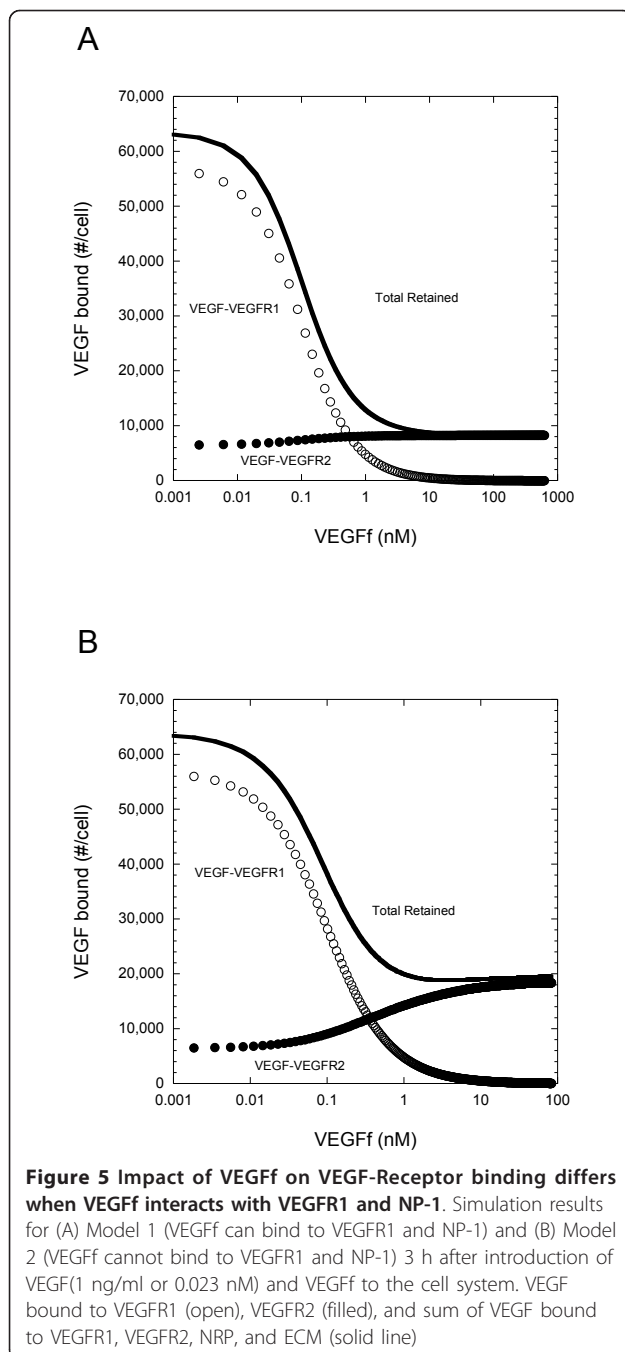 A
70,000
60,000
50,000
40,000
30,000
20,000
10,000
0
VEGF bound (#/cell)
VEGF-VEGFR1
Total Retained
VEGF-VEGFR2
0.001 0.01 0.1 1 10 100 1000
VEGFf (nM)
B
70,000
60,000
50,000
40,000
30,000
20,000
10,000
0
VEGF bound (#/cell)
VEGF-VEGFR1
Total Retained
VEGF-VEGFR2
0.001 0.01 0.1 1 10 100
VEGFf (nM)
Figure 5 Impact of VEGFf on VEGF-Receptor binding differs
when VEGFf interacts with VEGFR1 and NP-1. Simulation results
for (A) Model 1 (VEGFf can bind to VEGFR1 and NP-1) and (B) Model
2 (VEGFf cannot bind to VEGFR1 and NP-1) 3 h after introduction of
VEGF(1 ng/ml or 0.023 nM) and VEGFf to the cell system. VEGF
bound to VEGFR1 (open), VEGFR2 (filled), and sum of VEGF bound
to VEGFR1, VEGFR2, NRP, and ECM (solid line)